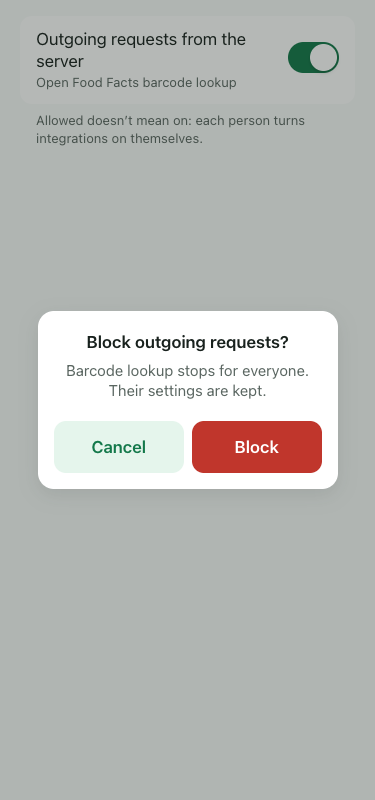 Outgoing requests from the
server
Open Food Facts barcode lookup
Allowed doesn’t mean on: each person turns
integrations on themselves.
Block outgoing requests?
Barcode lookup stops for everyone.
Their settings are kept.
Cancel
Block